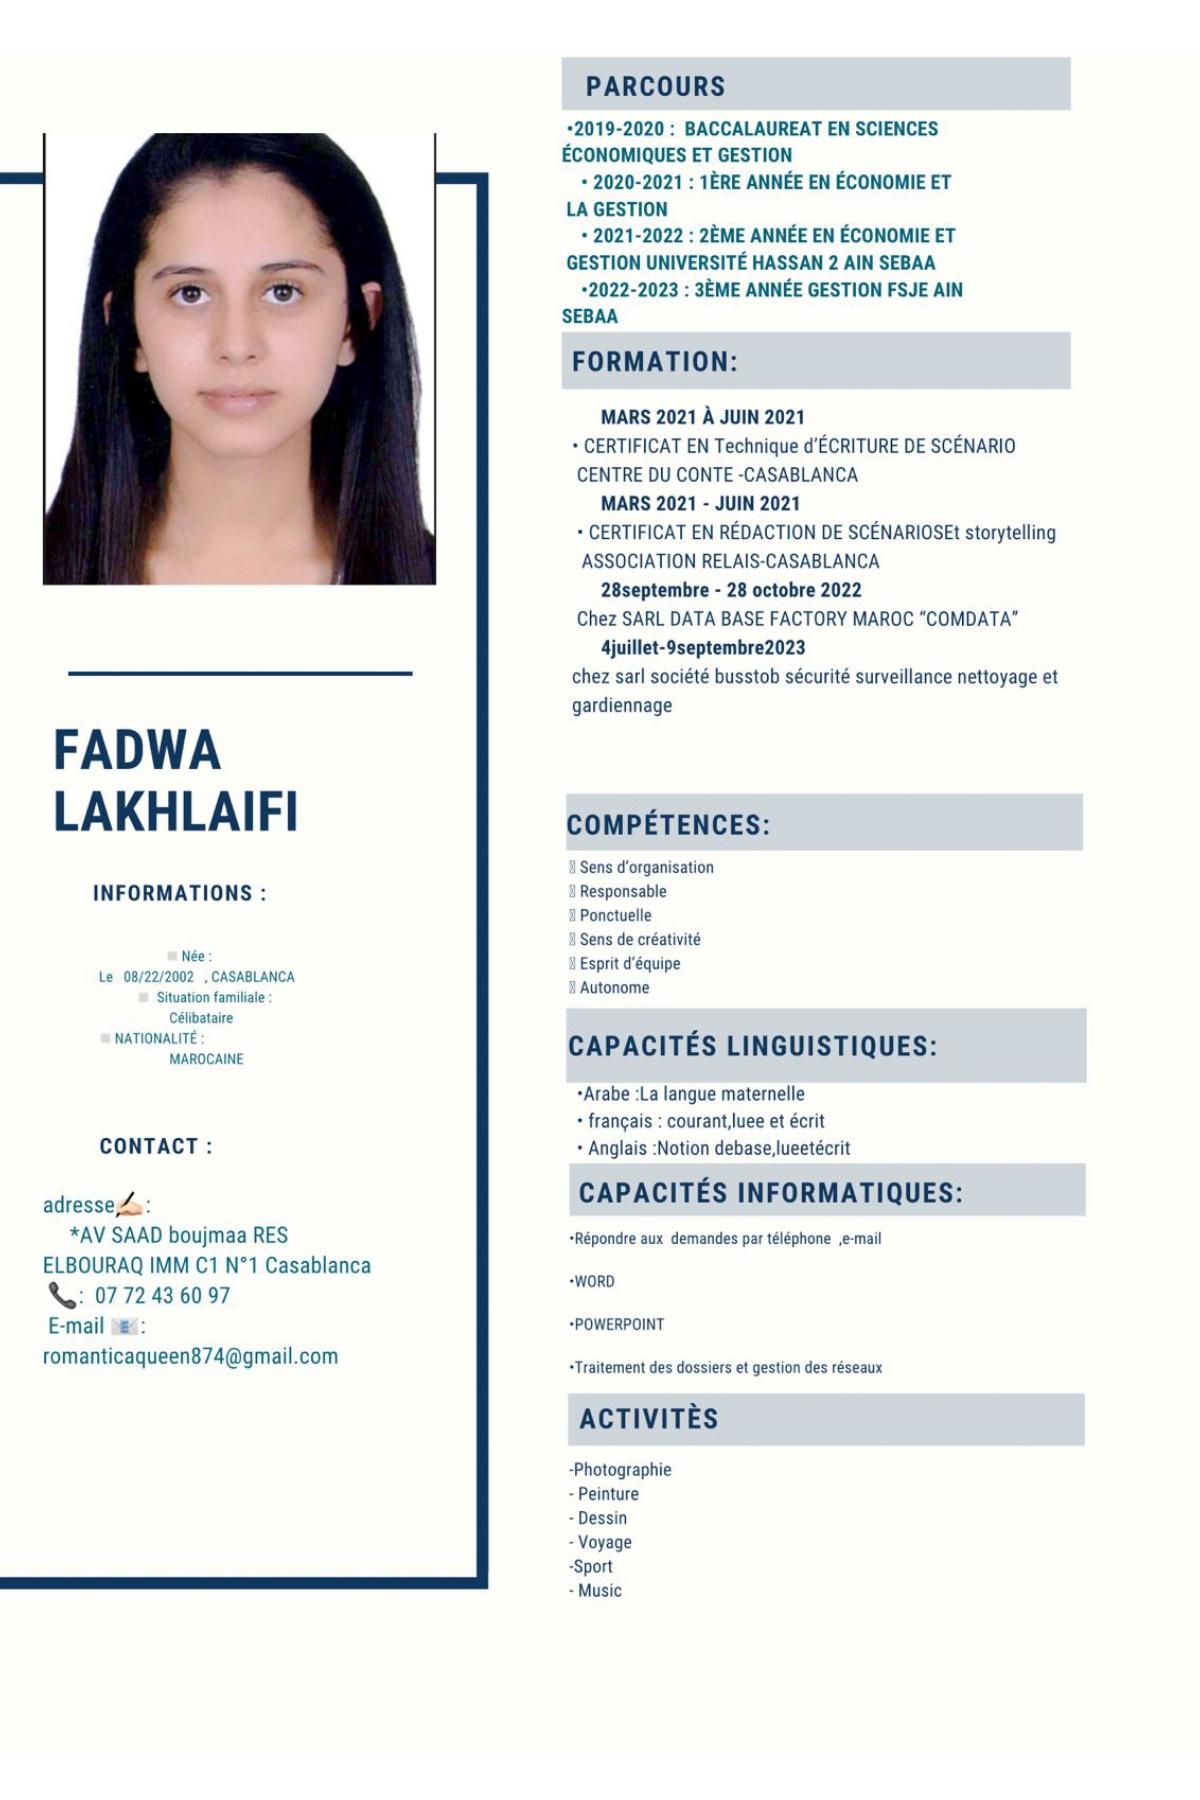 FADWA
LAKHLAIFI
INFORMATIONS :
Née :
Le 08/22/2002 , CASABLANCA
Situation familiale :
Célibataire
NATIONALITÉ :
MAROCAINE
CONTACT :
adresse✍🏻:
*AV SAAD boujmaa RES
ELBOURAQ IMM C1 N°1 Casablanca
📞: 07 72 43 60 97
E-mail 📧:
romanticaqueen874@gmail.com
PARCOURS
•2019-2020 : BACCALAUREAT EN SCIENCES
ÉCONOMIQUES ET GESTION
• 2020-2021 : 1ÈRE ANNÉE EN ÉCONOMIE ET
LA GESTION
• 2021-2022 : 2ÈME ANNÉE EN ÉCONOMIE ET
GESTION UNIVERSITÉ HASSAN 2 AIN SEBAA
•2022-2023 : 3ÈME ANNÉE GESTION FSJE AIN
SEBAA
FORMATION:
MARS 2021 À JUIN 2021
• CERTIFICAT EN Technique d'ÉCRITURE DE SCÉNARIO
CENTRE DU CONTE -CASABLANCA
MARS 2021 - JUIN 2021
• CERTIFICAT EN RÉDACTION DE SCÉNARIOSEt storytelling
ASSOCIATION RELAIS-CASABLANCA
28septembre - 28 octobre 2022
Chez SARL DATA BASE FACTORY MAROC “COMDATA”
4juillet-9septembre2023
chez sarl société busstob sécurité surveillance nettoyage et
gardiennage
COMPÉTENCES:
Sens d'organisation
Responsable
Ponctuelle
Sens de créativité
Esprit d'équipe
Autonome
CAPACITÉS LINGUISTIQUES:
•Arabe :La langue maternelle
• français : courant,luee et écrit
• Anglais :Notion debase,lueetécrit
CAPACITÉS INFORMATIQUES:
•Répondre aux demandes par téléphone ,e-mail
•WORD
•POWERPOINT
•Traitement des dossiers et gestion des réseaux
ACTIVITÈS
-Photographie
- Peinture
- Dessin
- Voyage
-Sport
- Music